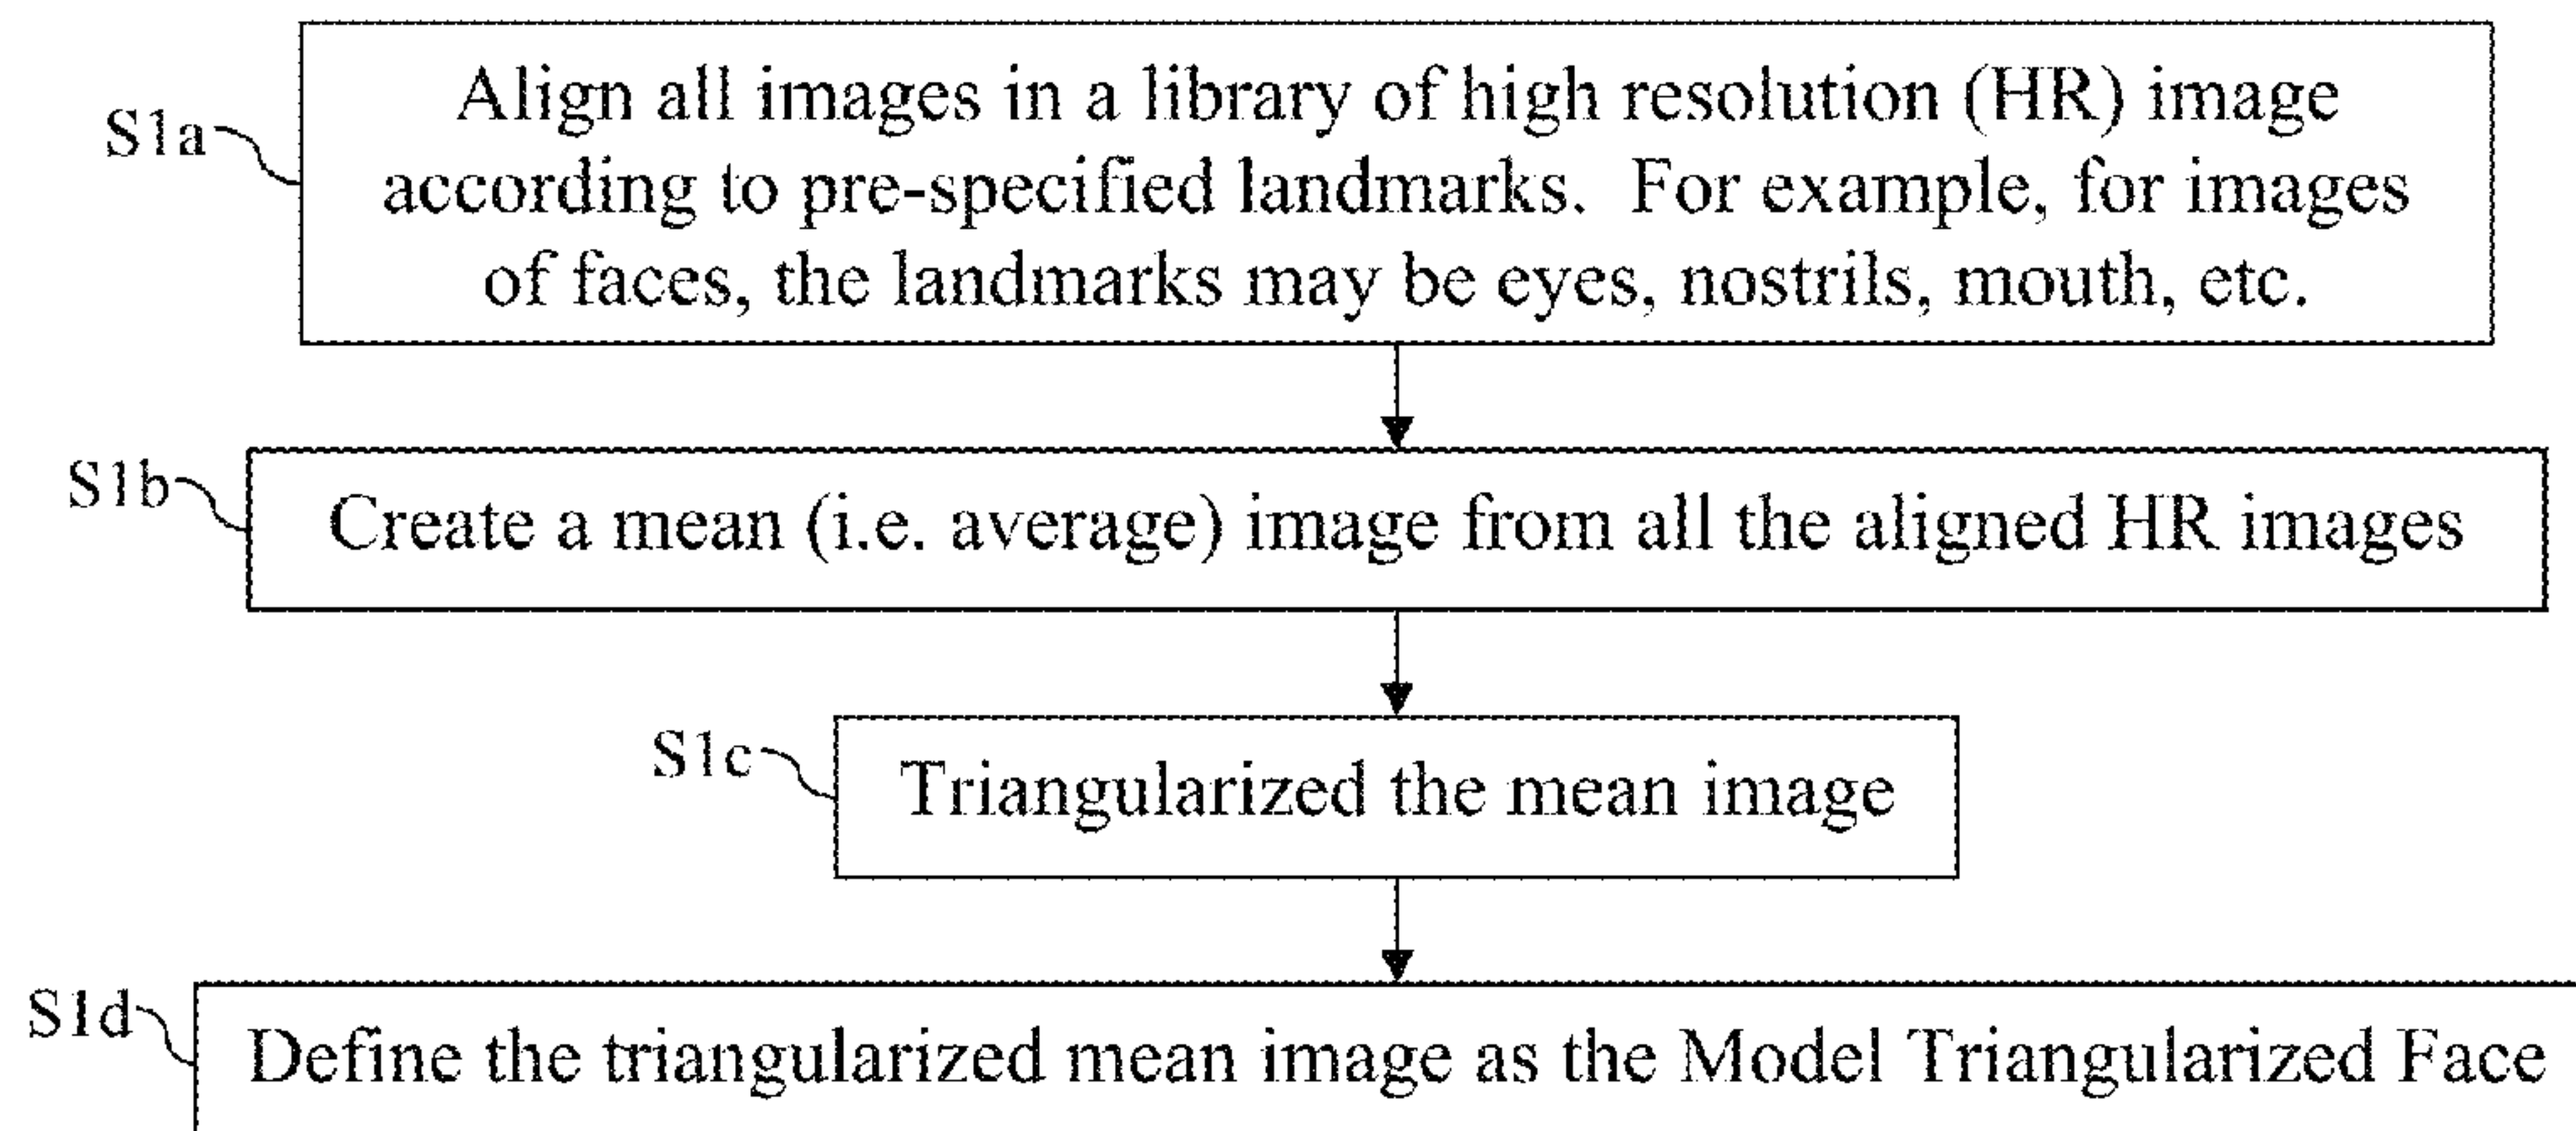 S1a
Align all images in a library of high resolution (HR) image
according to pre-specified landmarks.  For example, for images
of faces, the landmarks may be eyes, nostrils, mouth, etc.
S1b
Create a mean (i.e. average) image from all the aligned HR images
S1c
Triangularized the mean image
S1d
Define the triangularized mean image as the Model Triangularized Face